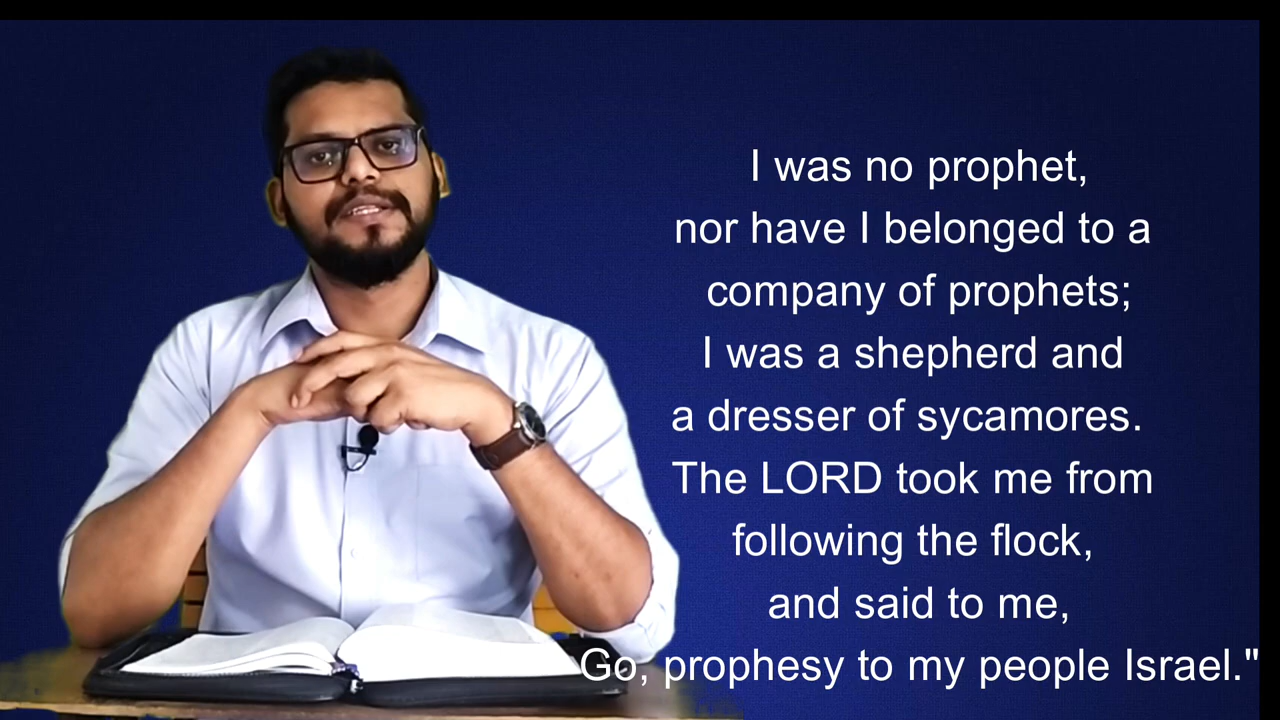 I was no prophet,
nor have I belonged to a
company of prophets;
I was a shepherd and
a dresser of sycamores.
The LORD took me from
following the flock,
and said to me,
Go, prophesy to my people Israel."